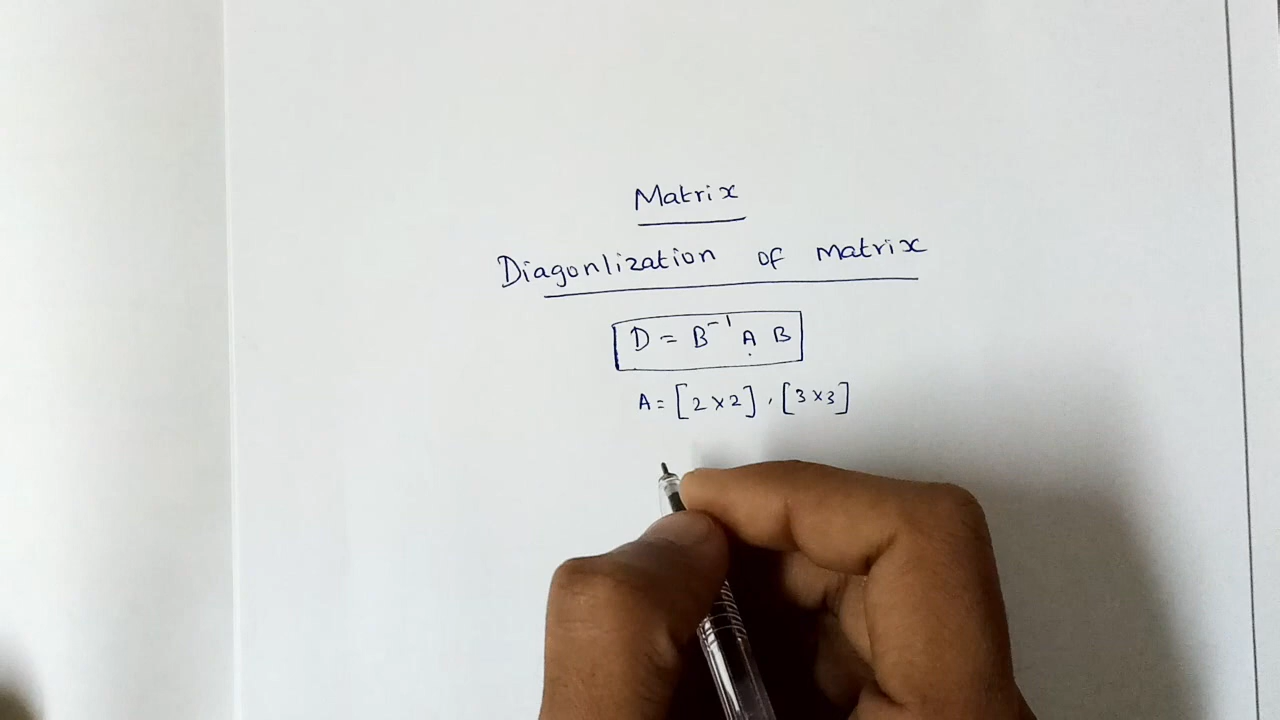 Matrix
Diagonlization of matrix
D = B⁻¹ A B
A = [2×2], [3×3]